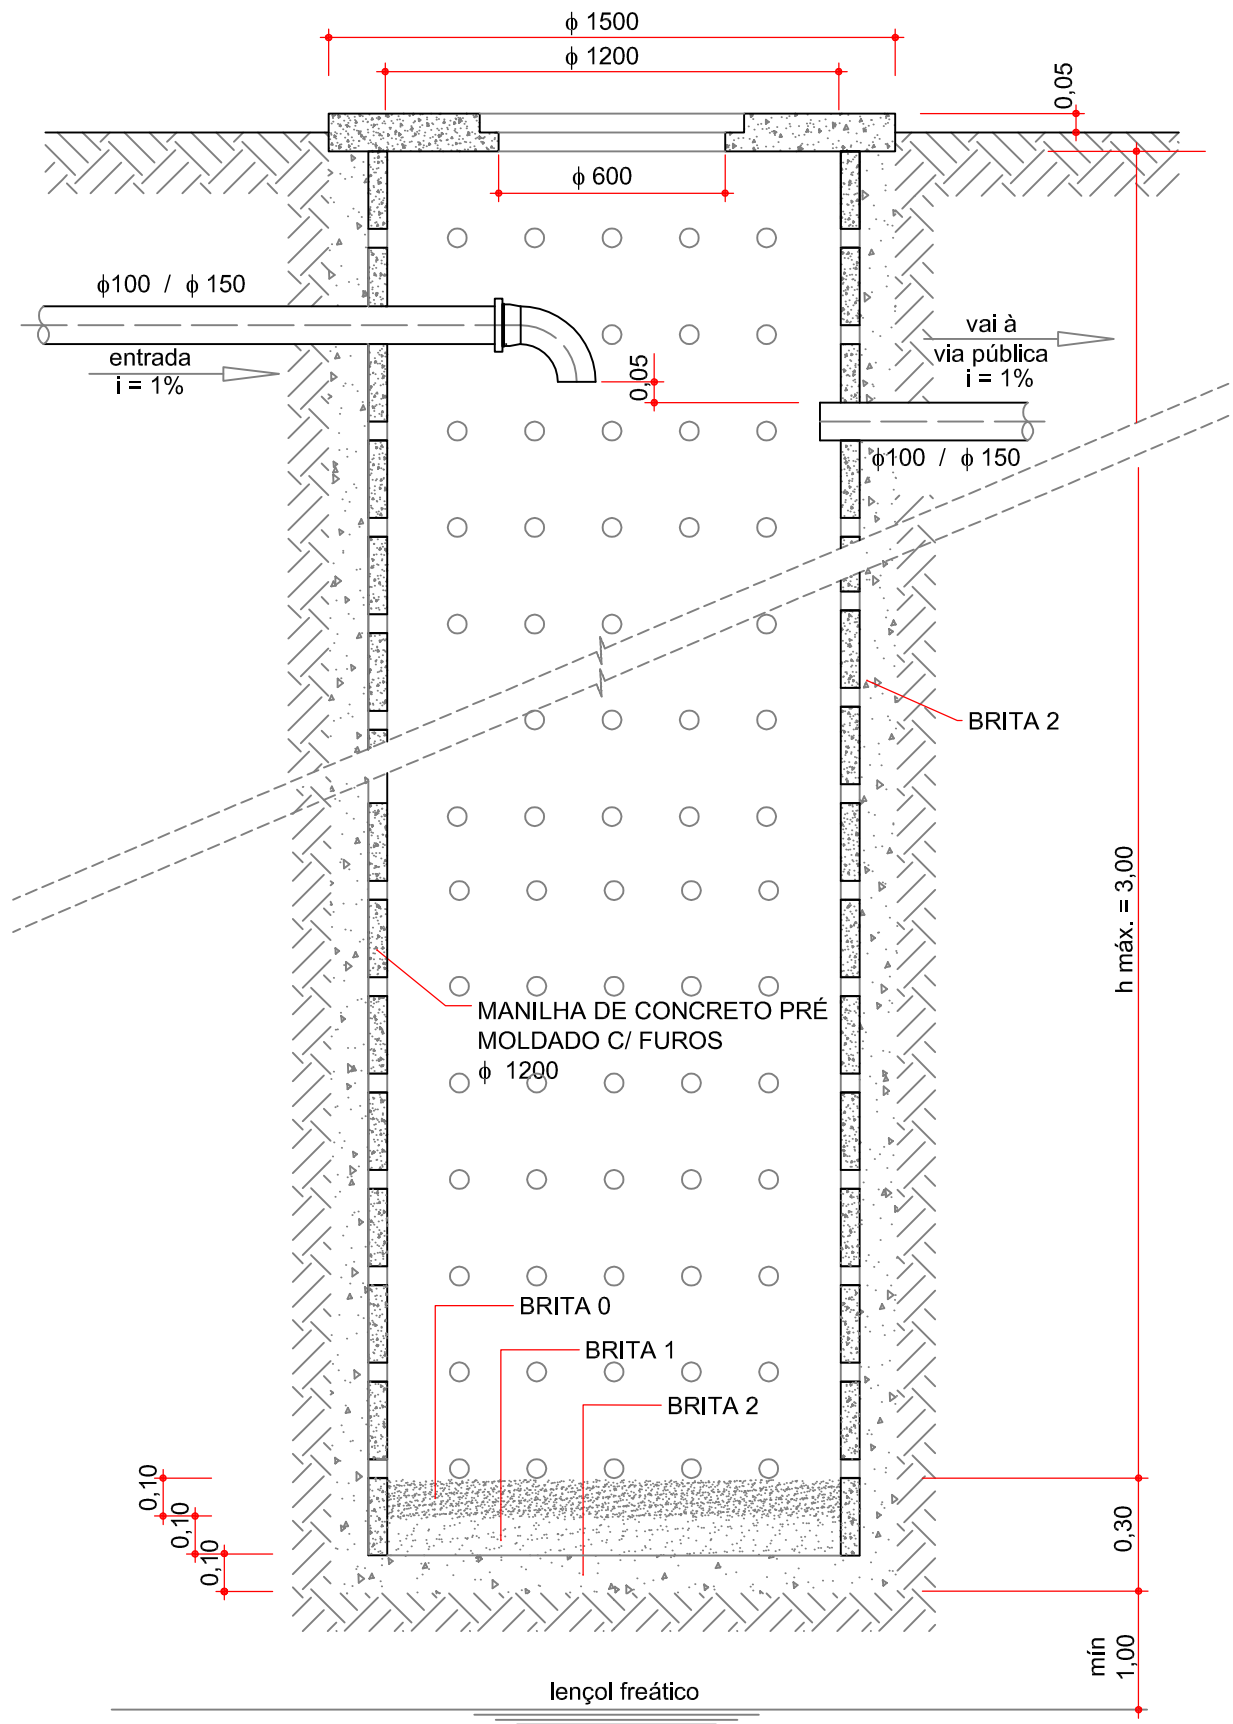 ϕ 1500
ϕ 1200
0,05
ϕ 600
ϕ100 / ϕ 150
entrada
i = 1%
0,05
vai à
via pública
i = 1%
ϕ100 / ϕ 150
BRITA 2
h máx. = 3,00
MANILHA DE CONCRETO PRÉ
MOLDADO C/ FUROS
ϕ 1200
BRITA 0
BRITA 1
BRITA 2
0,10
0,10
0,10
0,30
mín
1,00
lençol freático